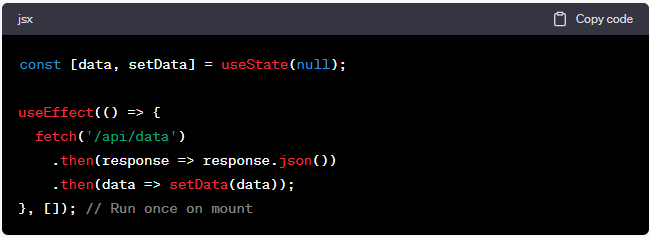 jsx
Copy code
const [data, setData] = useState(null);
useEffect(() => {
  fetch('/api/data')
    .then(response => response.json())
    .then(data => setData(data));
}, []); // Run once on mount